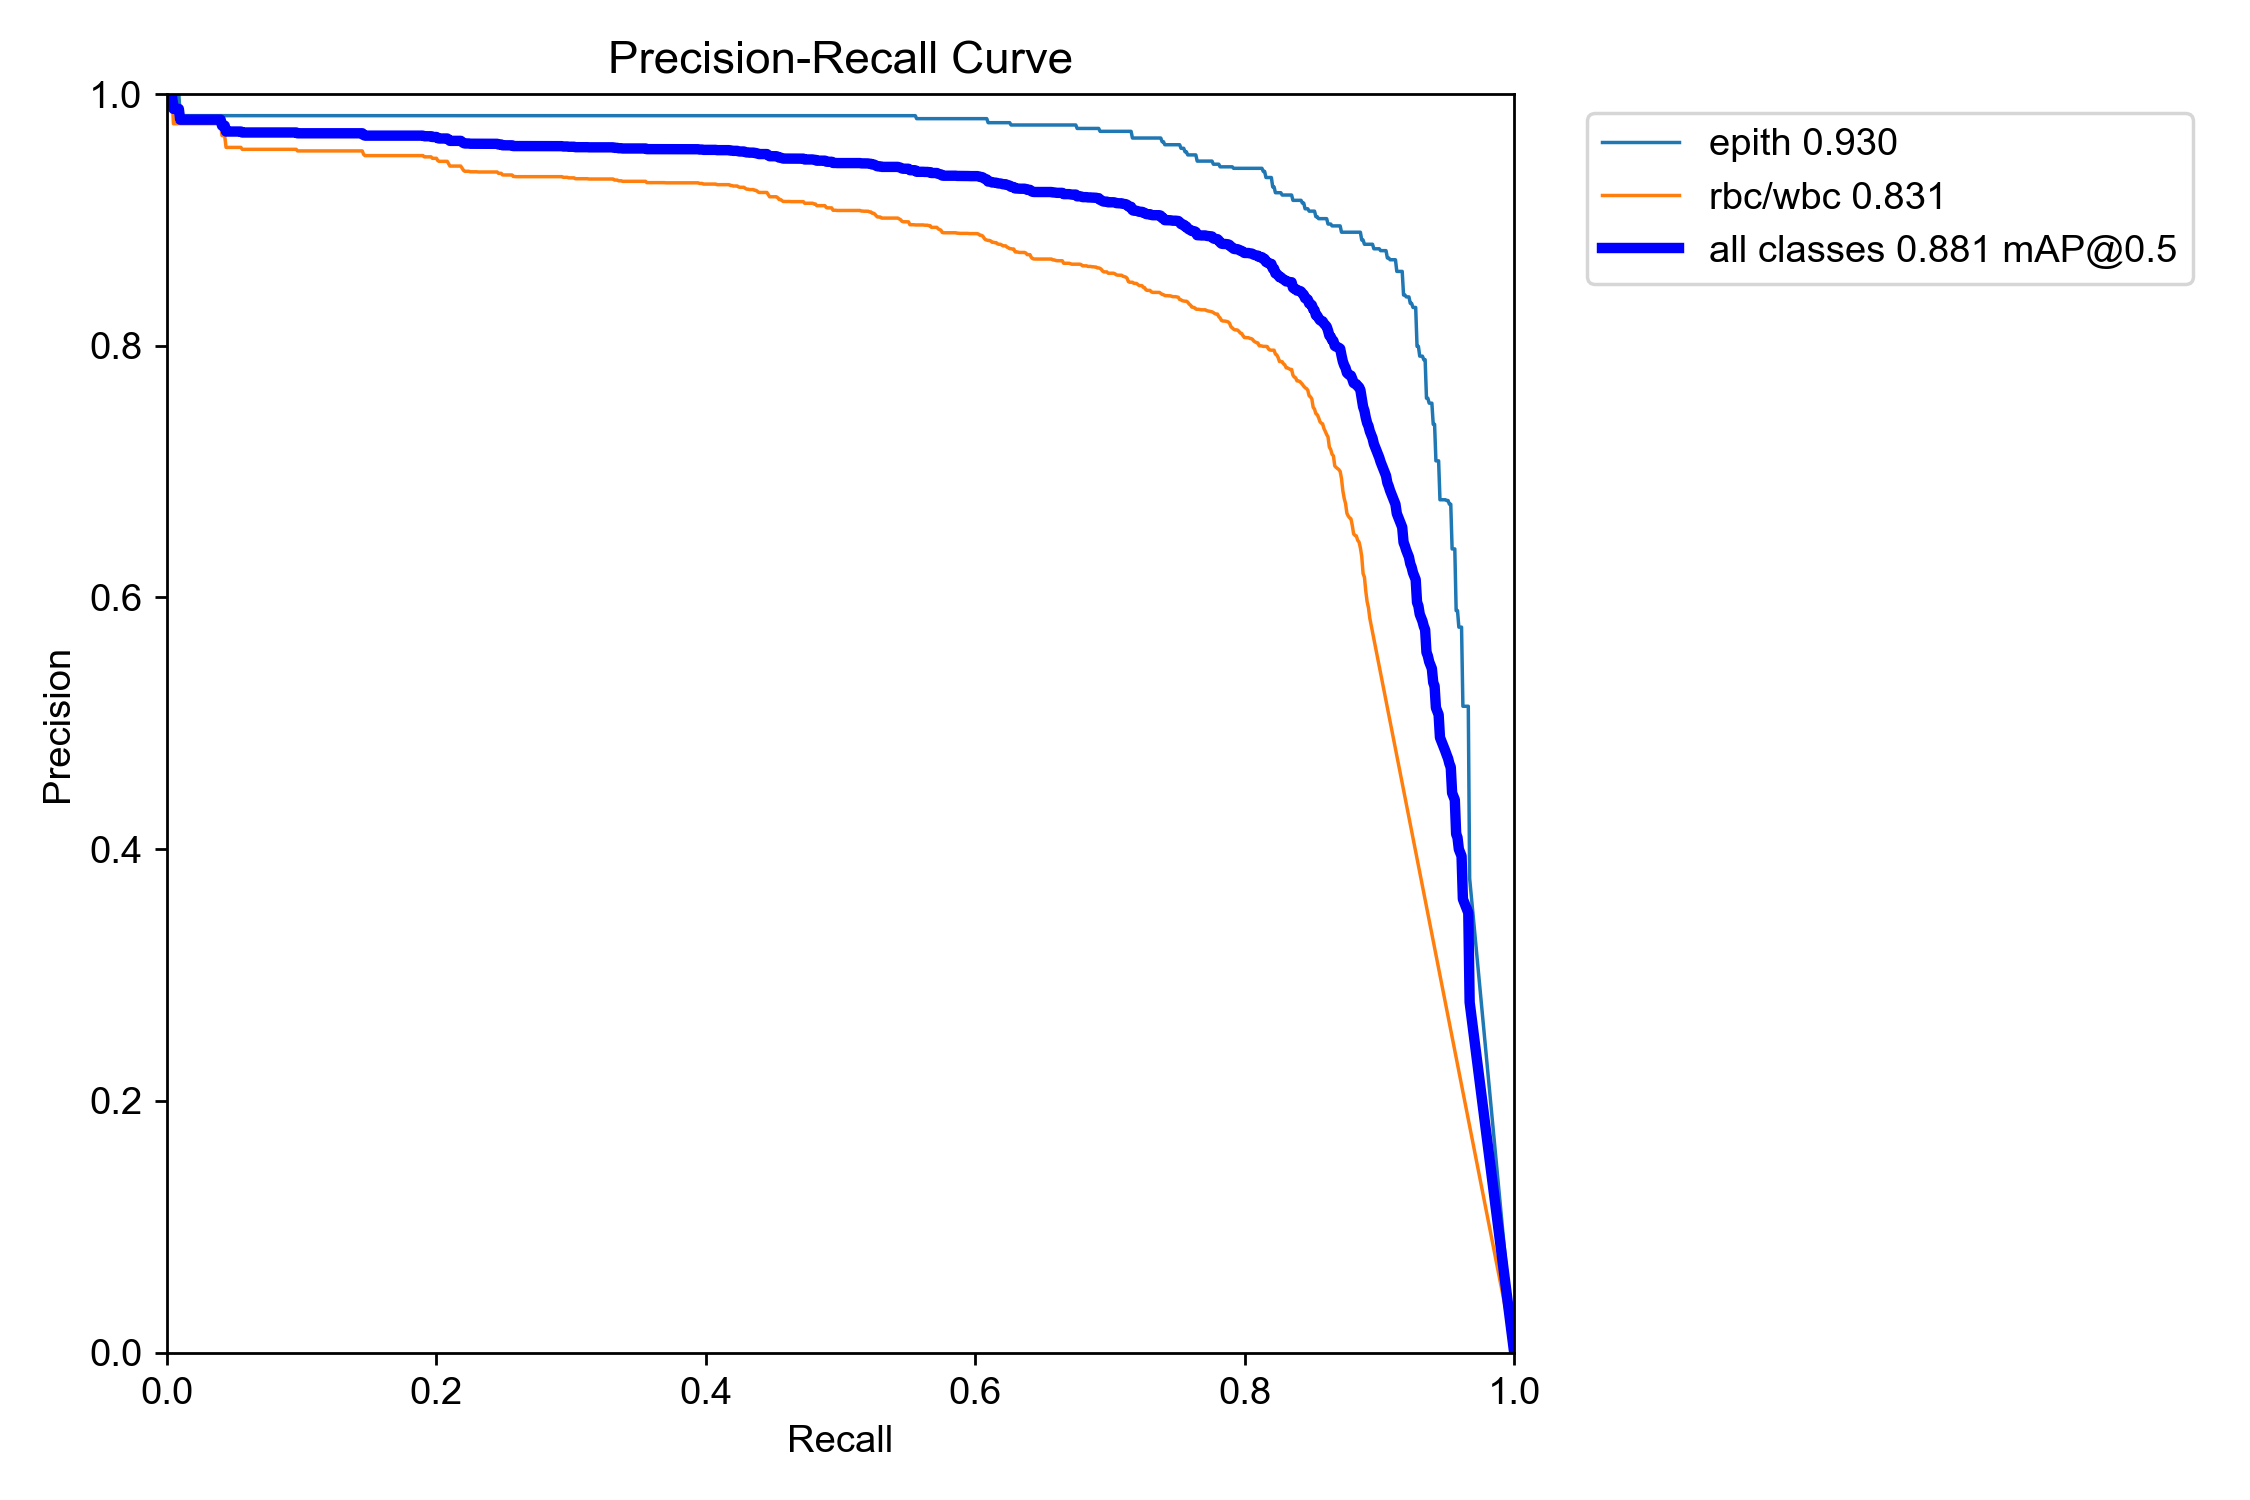 Precision-Recall Curve
epith 0.930
rbc/wbc 0.831
all classes 0.881 mAP@0.5
Precision
1.0
0.8
0.6
0.4
0.2
0.0
0.0 0.2 0.4 0.6 0.8 1.0
Recall